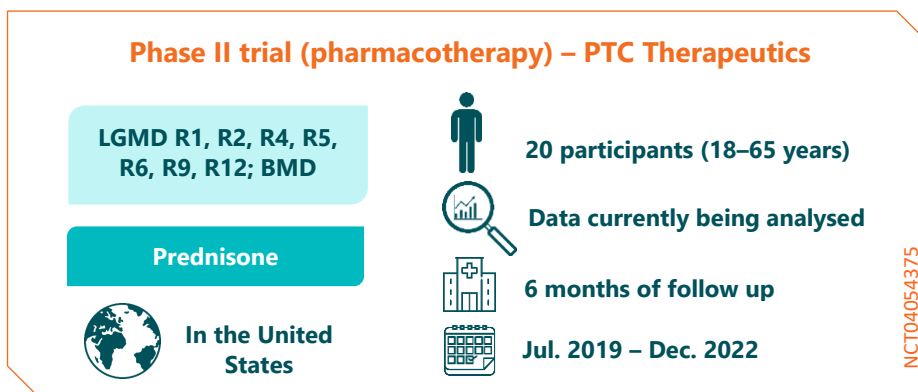 Phase II trial (pharmacotherapy) – PTC Therapeutics
LGMD R1, R2, R4, R5,
R6, R9, R12; BMD
Prednisone
In the United
States
20 participants (18–65 years)
Data currently being analysed
6 months of follow up
Jul. 2019 – Dec. 2022
NCT04054375